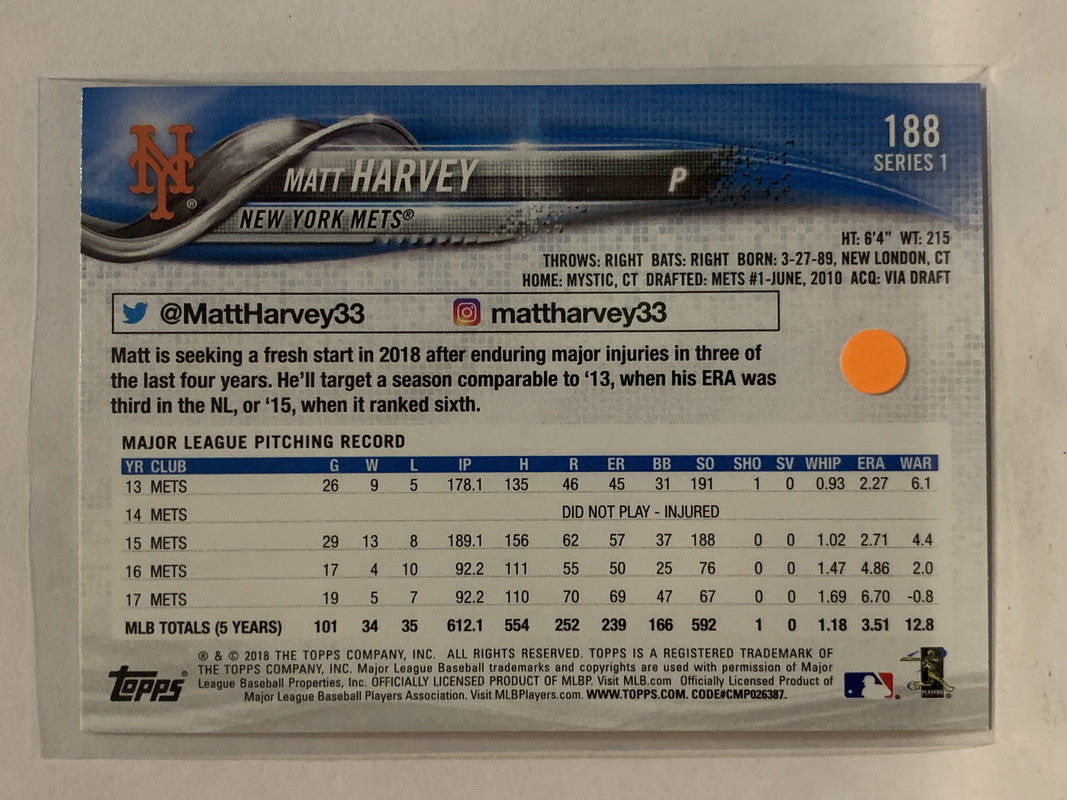 NY®
188
SERIES 1
MATT HARVEY P
NEW YORK METS®
HT: 6'4" WT: 215
THROWS: RIGHT BATS: RIGHT BORN: 3-27-89, NEW LONDON, CT
HOME: MYSTIC, CT DRAFTED: METS #1-JUNE, 2010 ACQ: VIA DRAFT
@MattHarvey33 mattharvey33
Matt is seeking a fresh start in 2018 after enduring major injuries in three of
the last four years. He'll target a season comparable to '13, when his ERA was
third in the NL, or '15, when it ranked sixth.
MAJOR LEAGUE PITCHING RECORD
YR CLUB G W L IP H R ER BB SO SHO SV WHIP ERA WAR
13 METS 26 9 5 178.1 135 46 45 31 191 1 0 0.93 2.27 6.1
14 METS DID NOT PLAY - INJURED
15 METS 29 13 8 189.1 156 62 57 37 188 0 0 1.02 2.71 4.4
16 METS 17 4 10 92.2 111 55 50 25 76 0 0 1.47 4.86 2.0
17 METS 19 5 7 92.2 110 70 69 47 67 0 0 1.69 6.70 -0.8
MLB TOTALS (5 YEARS) 101 34 35 612.1 554 252 239 166 592 1 0 1.18 3.51 12.8
® & © 2018 THE TOPPS COMPANY, INC. ALL RIGHTS RESERVED. TOPPS IS A REGISTERED TRADEMARK OF
THE TOPPS COMPANY, INC. Major League Baseball trademarks and copyrights are used with permission of Major
League Baseball Properties, Inc. OFFICIALLY LICENSED PRODUCT OF MLBP. Visit MLB.com Officially Licensed Product of
Major League Baseball Players Association. Visit MLBPlayers.com. WWW.TOPPS.COM. CODE#CMP026387.
Topps®
PLAYERS